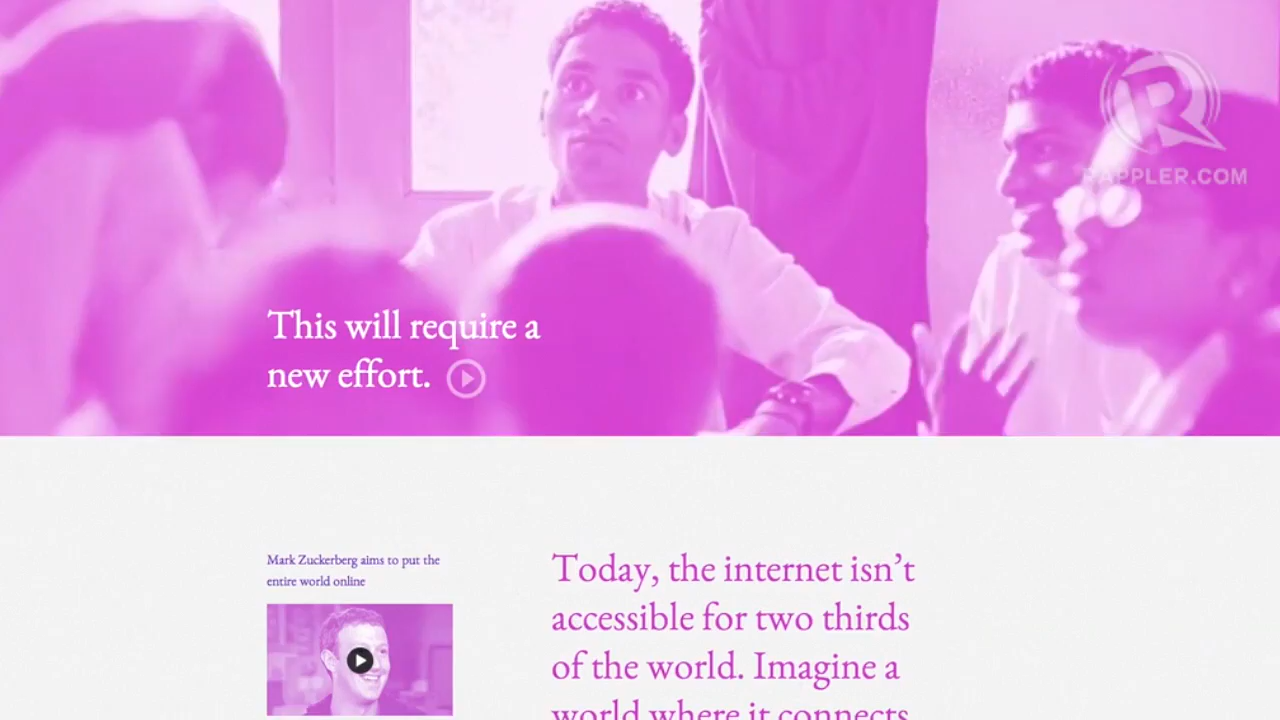 RAPPLER.COM
This will require a
new effort.
Mark Zuckerberg aims to put the
entire world online
Today, the internet isn’t
accessible for two thirds
of the world. Imagine a
world where it connects